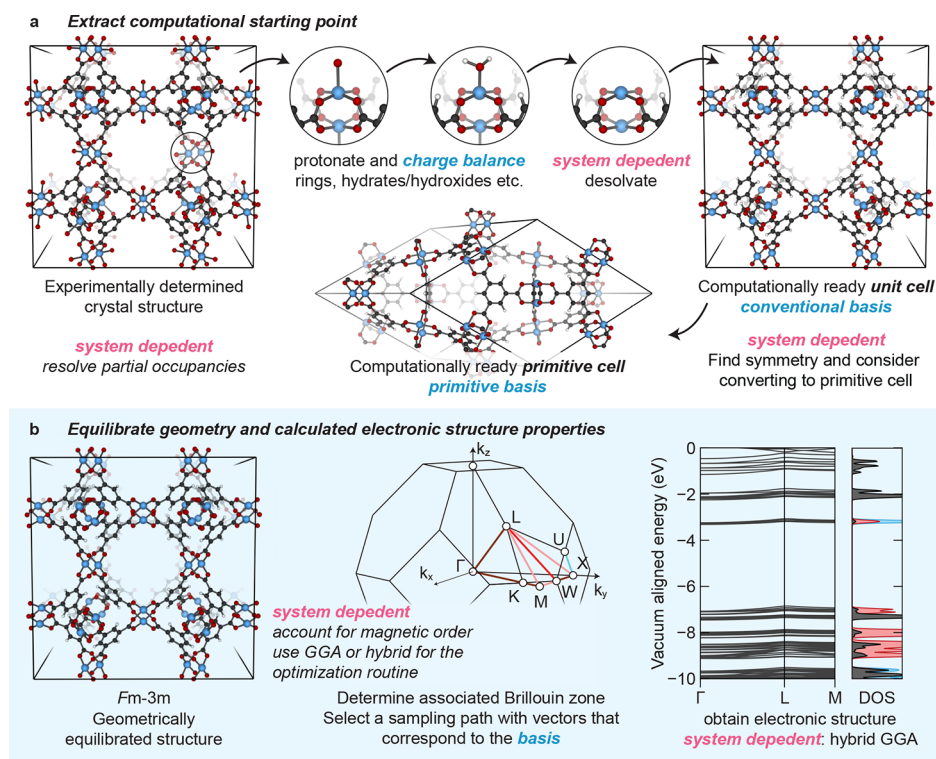 a Extract computational starting point
protonate and charge balance
rings, hydrates/hydroxides etc.
system depedent
desolvate
Experimentally determined
crystal structure
system depedent
resolve partial occupancies
Computationally ready primitive cell
primitive basis
Computationally ready unit cell
conventional basis
system depedent
Find symmetry and consider
converting to primitive cell
b Equilibrate geometry and calculated electronic structure properties
Fm-3m
Geometrically
equilibrated structure
system depedent
account for magnetic order
use GGA or hybrid for the
optimization routine
kz
L
U
Γ
X
kx
K
M
W
ky
Determine associated Brillouin zone
Select a sampling path with vectors that
correspond to the basis
Vacuum aligned energy (eV)
0
−2
−4
−6
−8
−10
Γ L M DOS
obtain electronic structure
system depedent: hybrid GGA